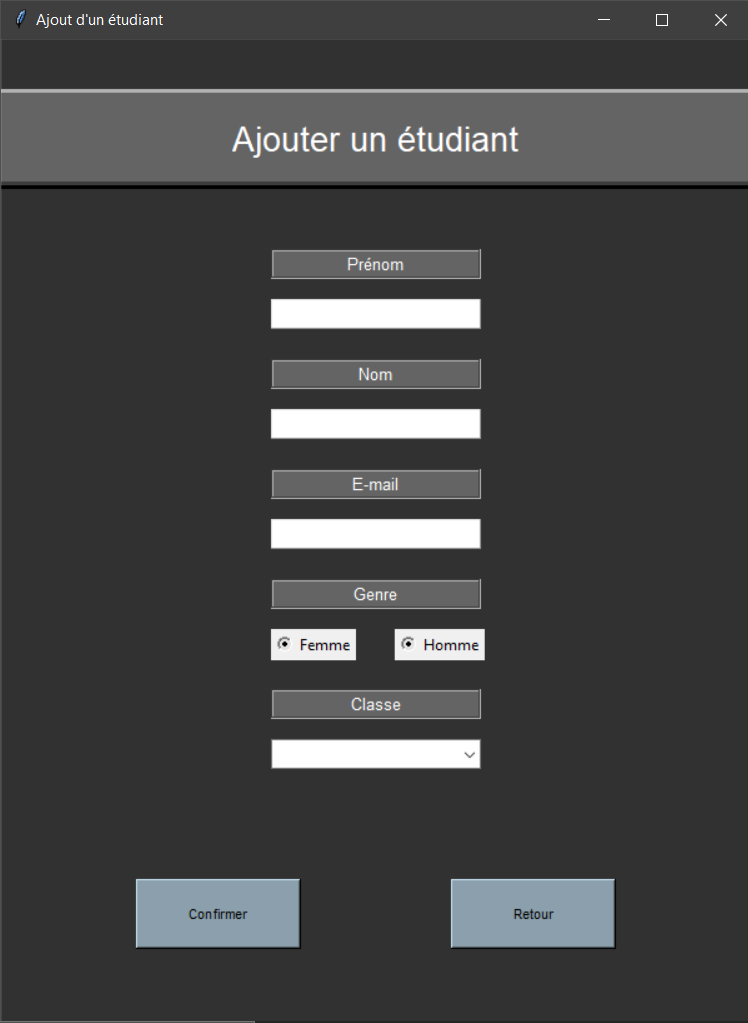 Ajout d'un étudiant
Ajouter un étudiant
Prénom
Nom
E-mail
Genre
Femme Homme
Classe
Confirmer Retour